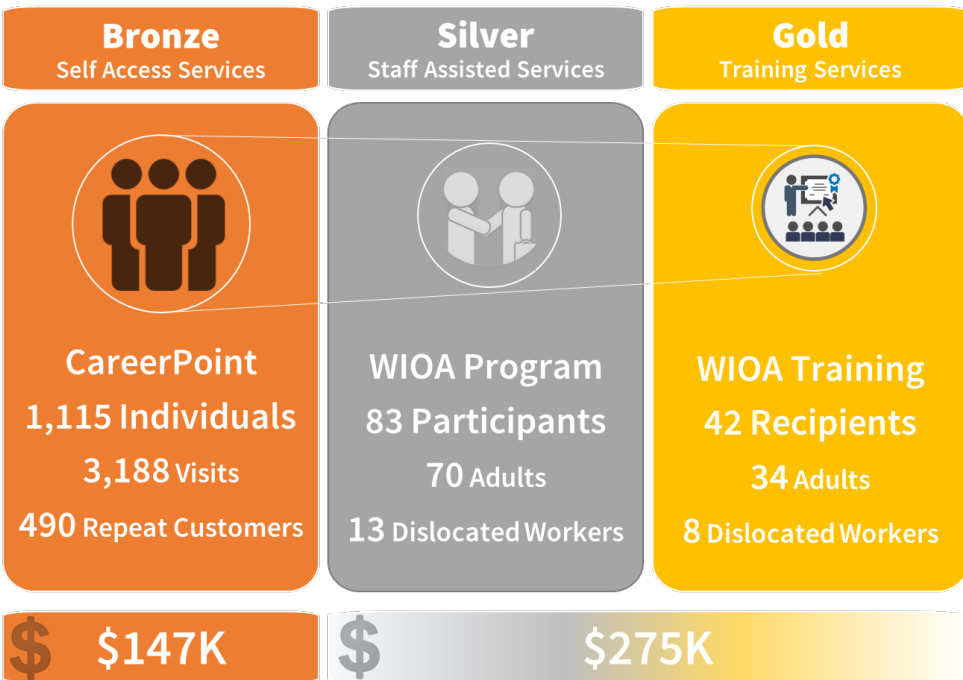 Bronze
Self Access Services
Silver
Staff Assisted Services
Gold
Training Services
CareerPoint
1,115 Individuals
3,188 Visits
490 Repeat Customers
WIOA Program
83 Participants
70 Adults
13 Dislocated Workers
WIOA Training
42 Recipients
34 Adults
8 Dislocated Workers
$ $147K
$ $275K